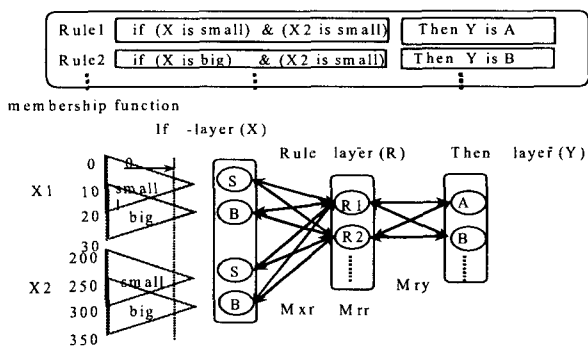 Rule1 if (X is small) & (X2 is small) Then Y is A
Rule2 if (X is big) & (X2 is small) Then Y is B
membership function
If -layer (X)
Rule layer (R)
Then layer (Y)
X1
0
10
20
30
small
big
X2
200
250
300
350
small
big
S
B
S
B
R1
R2
A
B
Mxr
Mrr
Mry